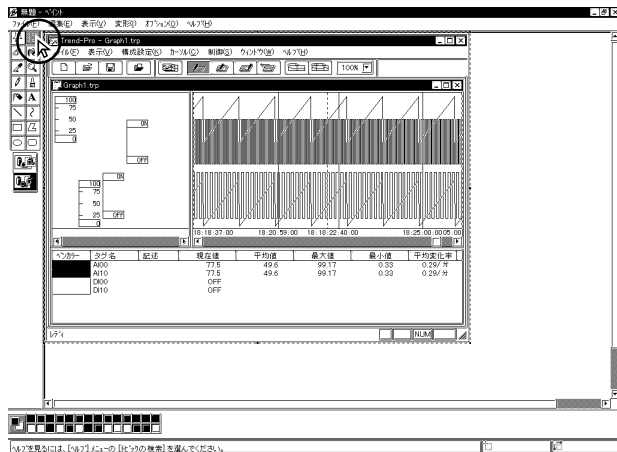 無題 - ペイント
ファイル(F) 編集(E) 表示(V) 変形(I) オプション(O) ヘルプ(H)
Trend-Pro - Graph1.trp
ファイル(F) 表示(V) 構成設定(K) カーソル(C) 制御(S) ウィンドウ(W) ヘルプ(H)
100%
Graph1.trp
100
75
50
25
0
ON
OFF
ON
100
75
50
25
OFF
0
18:18:37:00 18:20:59:00 18:18:22:40:00 18:25:00:00 05:00
ペンカラー タグ名 記述 現在値 平均値 最大値 最小値 平均変化率
AI00 77.5 49.6 99.17 0.33 0.29/分
AI10 77.5 49.6 99.17 0.33 0.29/分
DI00 OFF
DI10 OFF
レディ NUM
ヘルプを見るには、[ヘルプ] メニューの [トピックの検索] を選んでください。